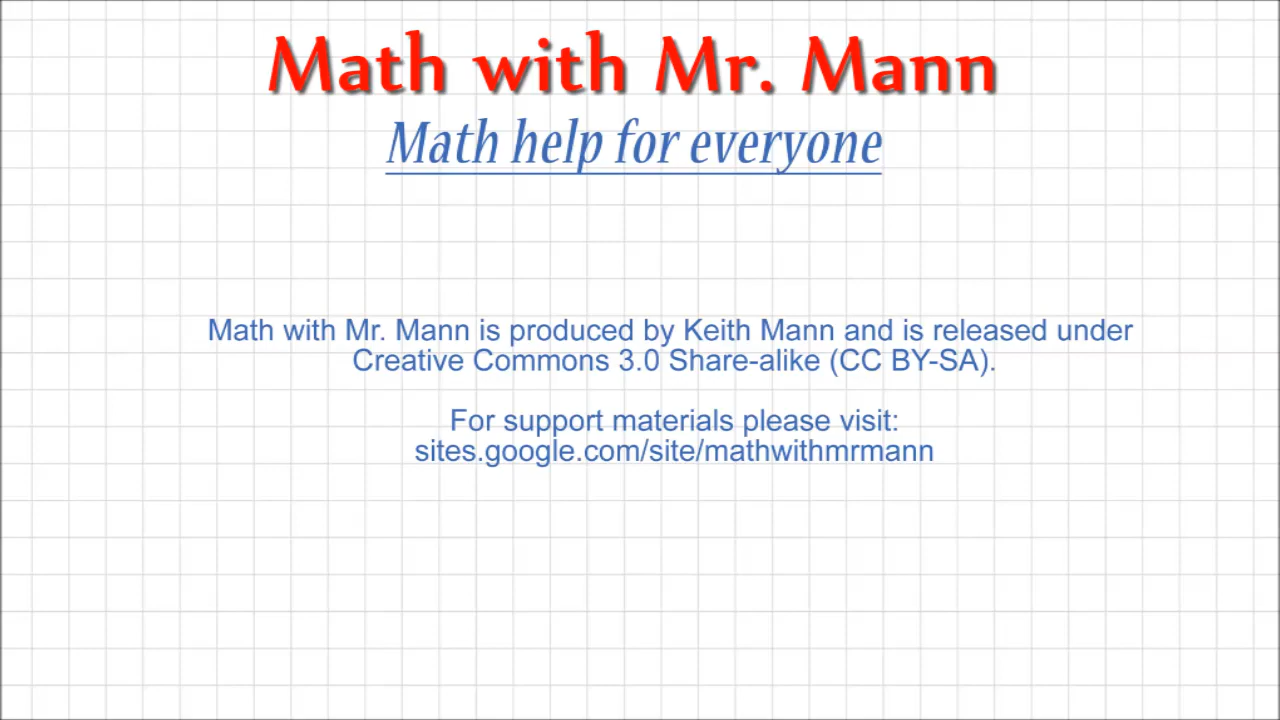 Math with Mr. Mann
Math help for everyone
Math with Mr. Mann is produced by Keith Mann and is released under
Creative Commons 3.0 Share-alike (CC BY-SA).
For support materials please visit:
sites.google.com/site/mathwithmrmann